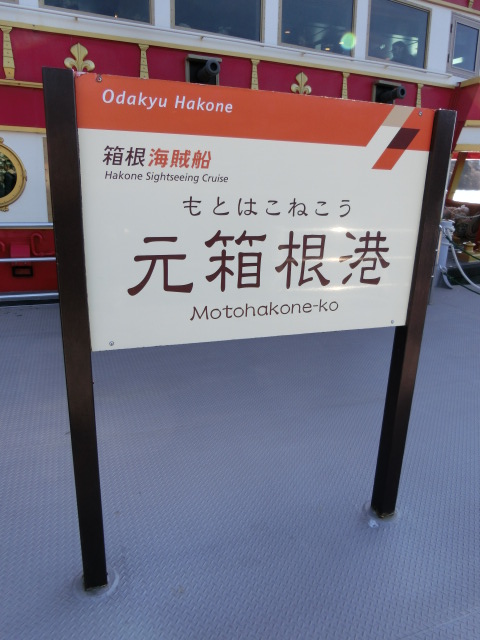 Odakyu Hakone
箱根海賊船
Hakone Sightseeing Cruise
もとはこねこう
元箱根港
Motohakone-ko